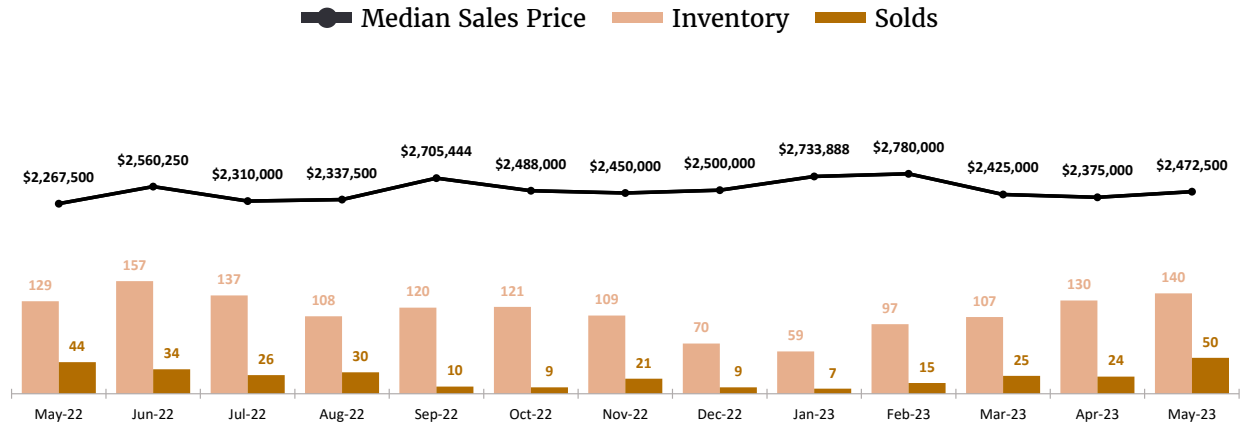 Median Sales Price Inventory Solds
$2,267,500 $2,560,250 $2,310,000 $2,337,500 $2,705,444 $2,488,000 $2,450,000 $2,500,000 $2,733,888 $2,780,000 $2,425,000 $2,375,000 $2,472,500
129 157 137 108 120 121 109 70 59 97 107 130 140
44 34 26 30 10 9 21 9 7 15 25 24 50
May-22 Jun-22 Jul-22 Aug-22 Sep-22 Oct-22 Nov-22 Dec-22 Jan-23 Feb-23 Mar-23 Apr-23 May-23